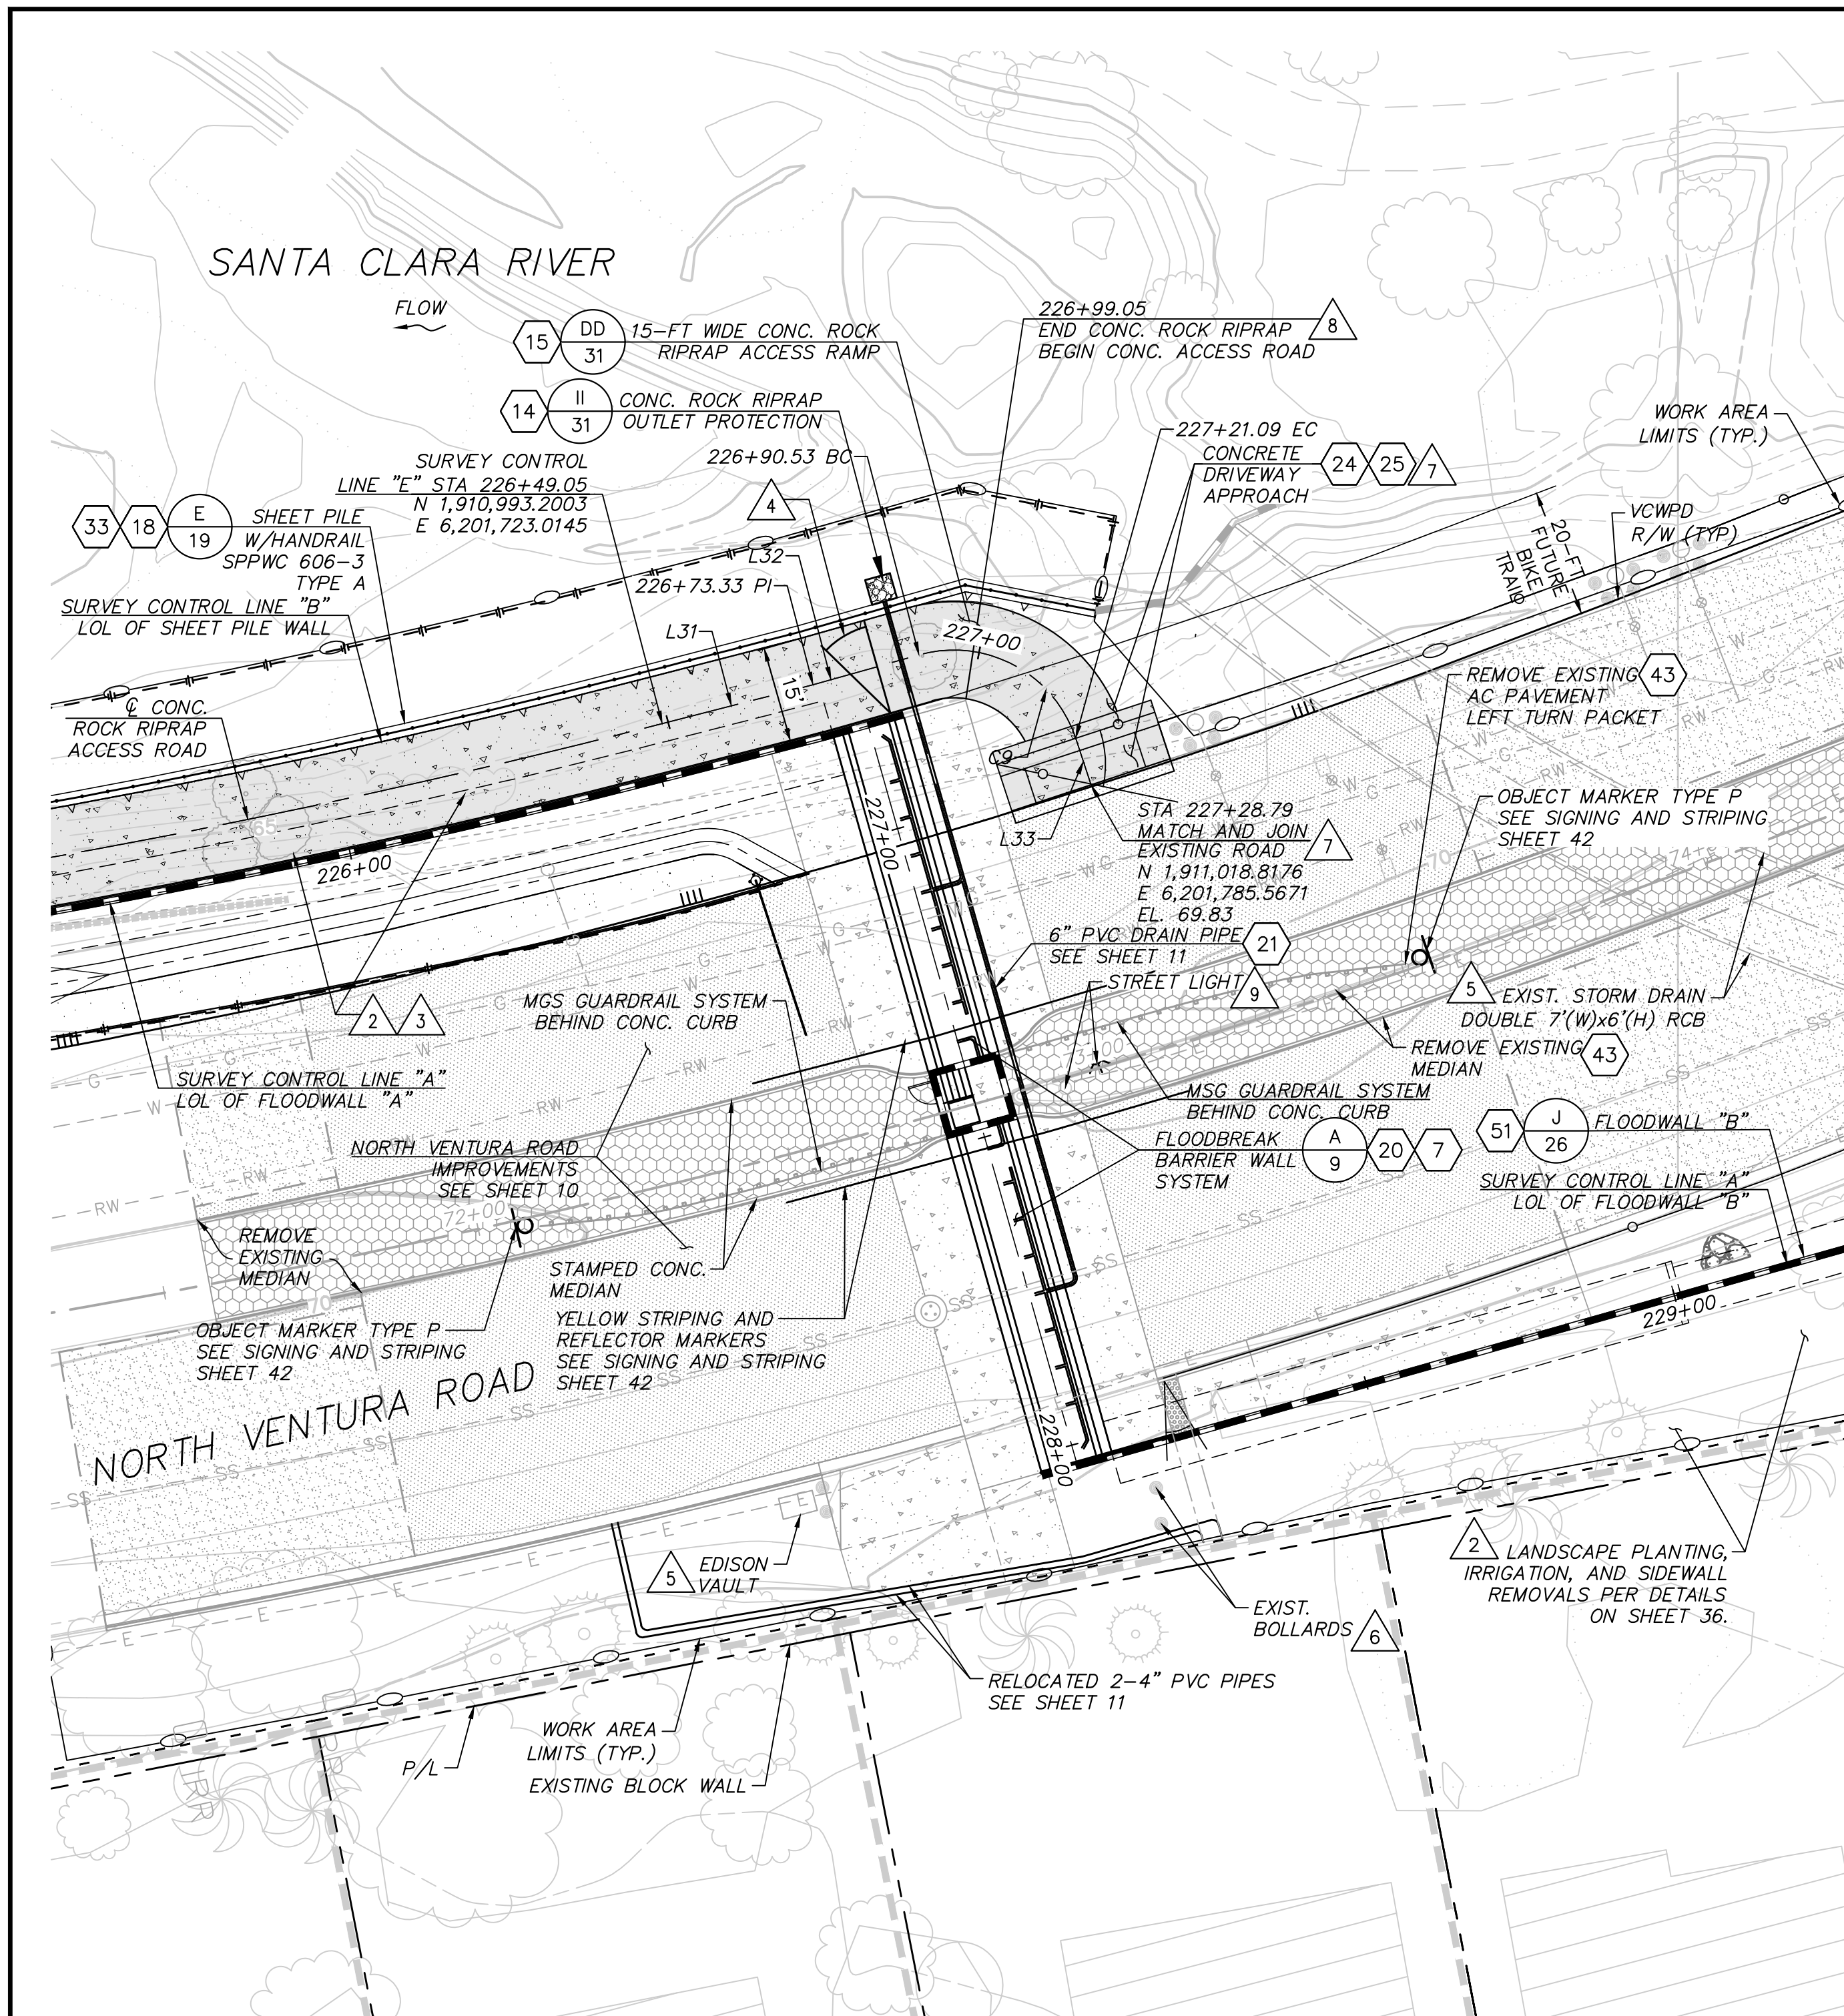 SANTA CLARA RIVER
FLOW
15
DD
31
15-FT WIDE CONC. ROCK
RIPRAP ACCESS RAMP
226+99.05
END CONC. ROCK RIPRAP
BEGIN CONC. ACCESS ROAD
8
14
II
31
CONC. ROCK RIPRAP
OUTLET PROTECTION
WORK AREA
LIMITS (TYP.)
227+21.09 EC
CONCRETE
DRIVEWAY
APPROACH
24
25
7
226+90.53 BC
SURVEY CONTROL
LINE "E" STA 226+49.05
N 1,910,993.2003
E 6,201,723.0145
4
33
18
E
19
SHEET PILE
W/HANDRAIL
SPPWC 606-3
TYPE A
VCWPD
R/W (TYP)
20-FT
FUTURE
BIKE
TRAIL
L32
226+73.33 PI
SURVEY CONTROL LINE "B"
LOL OF SHEET PILE WALL
L31
227+00
15'
℄ CONC.
ROCK RIPRAP
ACCESS ROAD
REMOVE EXISTING
AC PAVEMENT
LEFT TURN PACKET
43
W
G
RW
C9
OBJECT MARKER TYPE P
SEE SIGNING AND STRIPING
SHEET 42
STA 227+28.79
MATCH AND JOIN
EXISTING ROAD
N 1,911,018.8176
E 6,201,785.5671
EL. 69.83
7
L33
65
226+00
227+00
70
74+
6" PVC DRAIN PIPE
SEE SHEET 11
21
STREET LIGHT
9
5
EXIST. STORM DRAIN
DOUBLE 7'(W)x6'(H) RCB
MGS GUARDRAIL SYSTEM
BEHIND CONC. CURB
2
3
REMOVE EXISTING
MEDIAN
43
SURVEY CONTROL LINE "A"
LOL OF FLOODWALL "A"
MSG GUARDRAIL SYSTEM
BEHIND CONC. CURB
FLOODBREAK
BARRIER WALL
SYSTEM
A
9
20
7
51
J
26
FLOODWALL "B"
NORTH VENTURA ROAD
IMPROVEMENTS
SEE SHEET 10
SURVEY CONTROL LINE "A"
LOL OF FLOODWALL "B"
72+00
REMOVE
EXISTING
MEDIAN
STAMPED CONC.
MEDIAN
70
229+00
OBJECT MARKER TYPE P
SEE SIGNING AND STRIPING
SHEET 42
YELLOW STRIPING AND
REFLECTOR MARKERS
SEE SIGNING AND STRIPING
SHEET 42
SS
NORTH VENTURA ROAD
228+00
E
5
EDISON
VAULT
2
LANDSCAPE PLANTING,
IRRIGATION, AND SIDEWALL
REMOVALS PER DETAILS
ON SHEET 36.
EXIST.
BOLLARDS
6
RELOCATED 2-4" PVC PIPES
SEE SHEET 11
WORK AREA
LIMITS (TYP.)
P/L
EXISTING BLOCK WALL